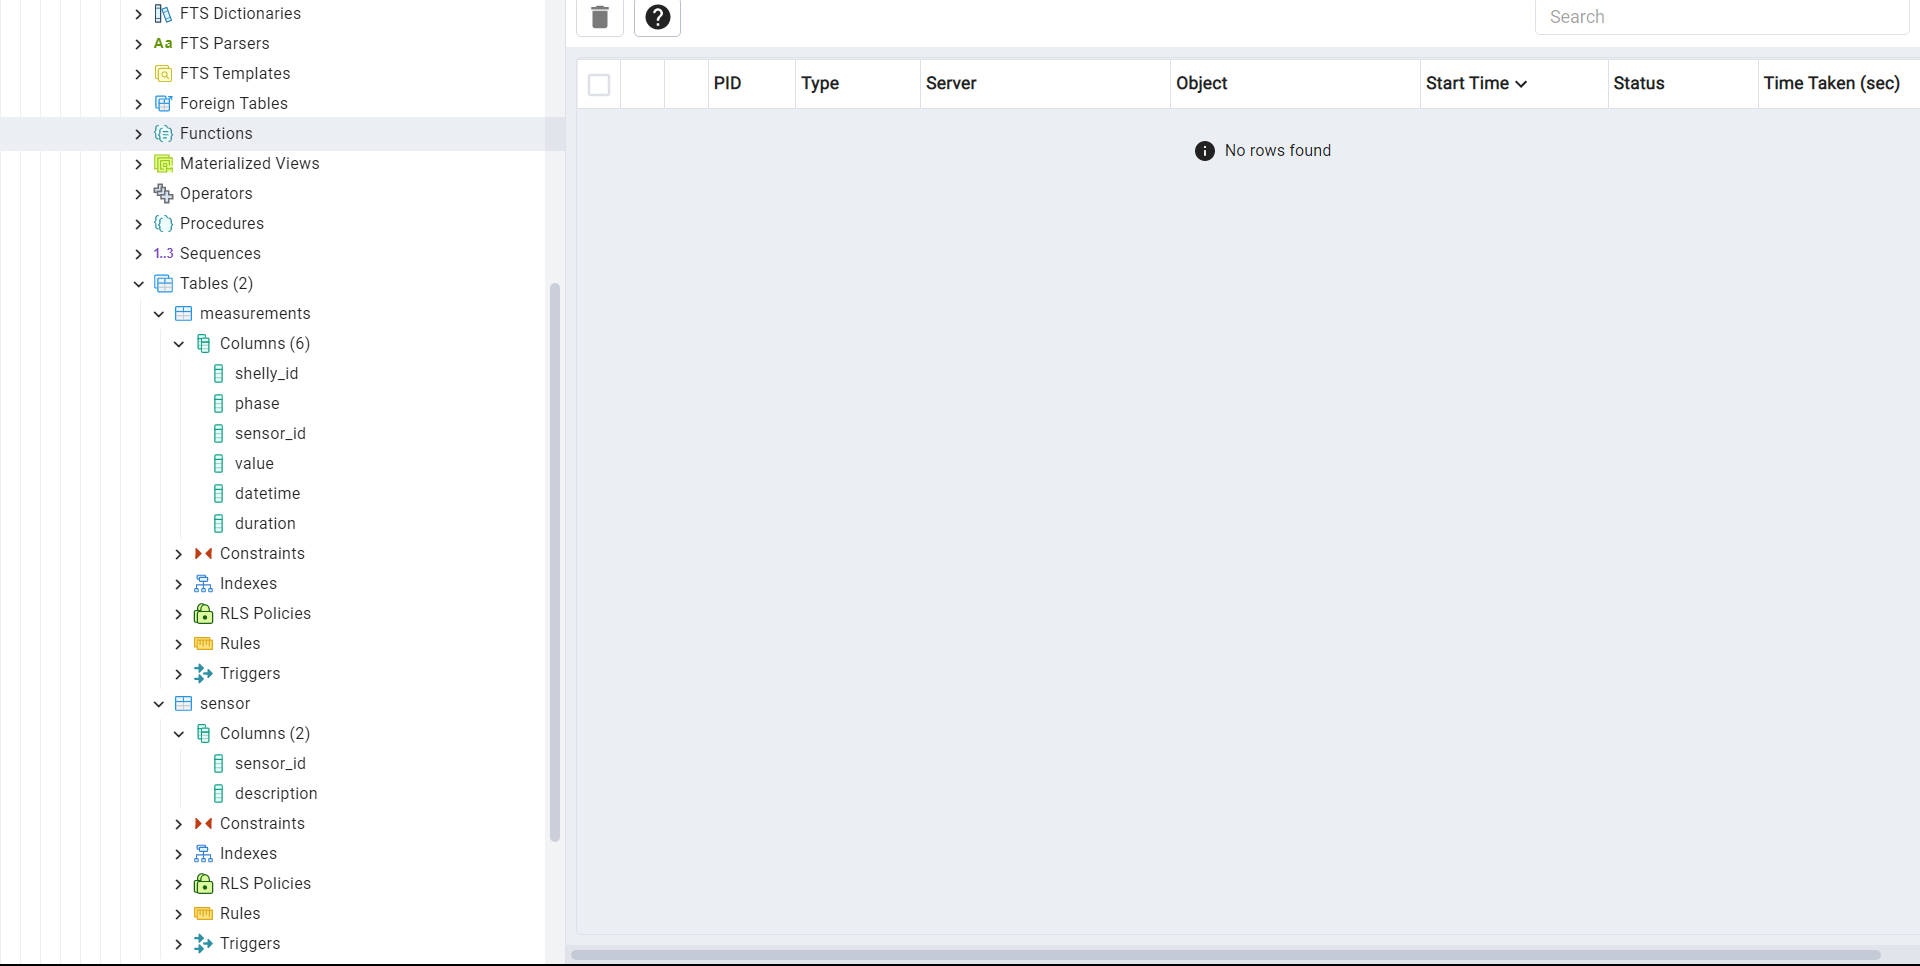 FTS Dictionaries
Aa FTS Parsers
FTS Templates
Foreign Tables
Functions
Materialized Views
Operators
Procedures
1..3 Sequences
Tables (2)
measurements
Columns (6)
shelly_id
phase
sensor_id
value
datetime
duration
Constraints
Indexes
RLS Policies
Rules
Triggers
sensor
Columns (2)
sensor_id
description
Constraints
Indexes
RLS Policies
Rules
Triggers
?
Search
PID Type Server Object Start Time Status Time Taken (sec)
No rows found